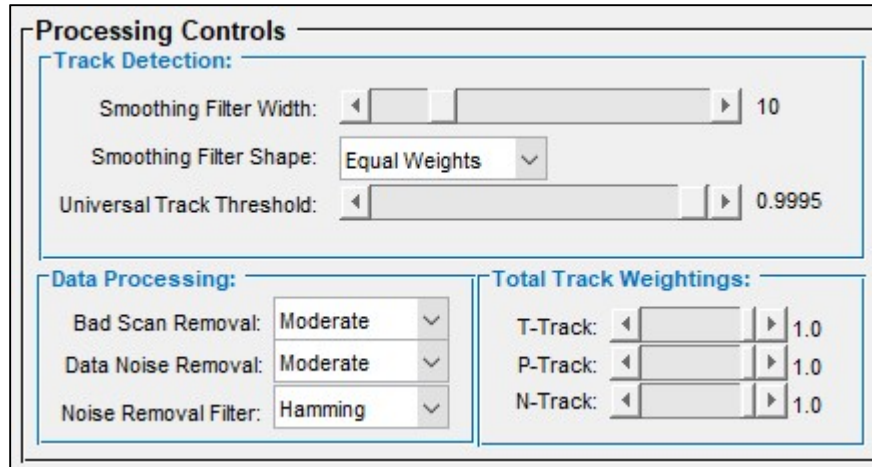 Processing Controls
Track Detection:
Smoothing Filter Width: 10
Smoothing Filter Shape: Equal Weights
Universal Track Threshold: 0.9995
Data Processing:
Bad Scan Removal: Moderate
Data Noise Removal: Moderate
Noise Removal Filter: Hamming
Total Track Weightings:
T-Track: 1.0
P-Track: 1.0
N-Track: 1.0